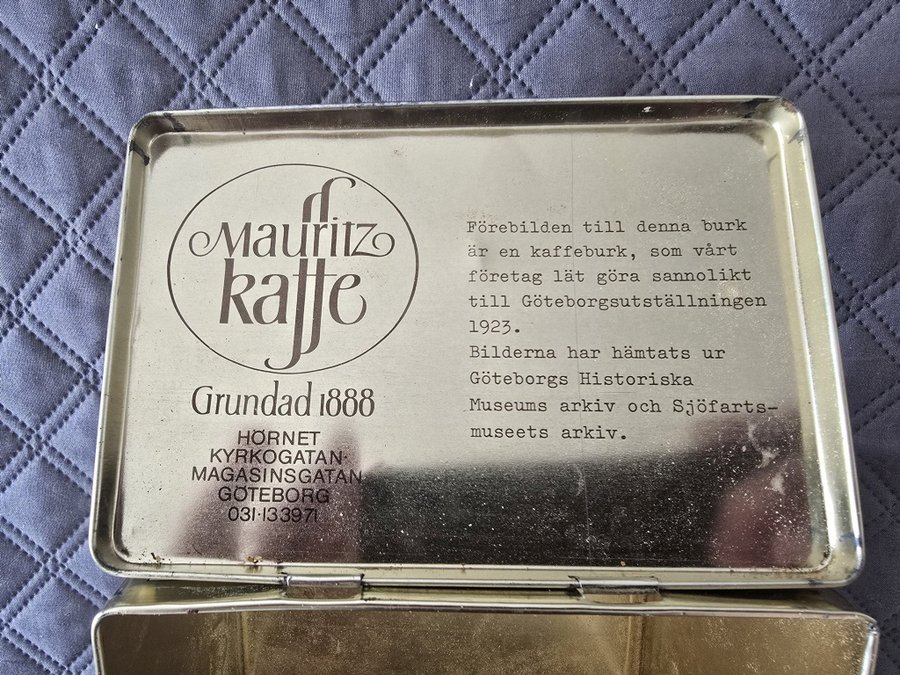 Mauritz
kaffe
Grundad 1888
HÖRNET
KYRKOGATAN-
MAGASINSGATAN
GÖTEBORG
031-133971
Förebilden till denna burk
är en kaffeburk, som vårt
företag lät göra sannolikt
till Göteborgsutställningen
1923.
Bilderna har hämtats ur
Göteborgs Historiska
Museums arkiv och Sjöfarts-
museets arkiv.